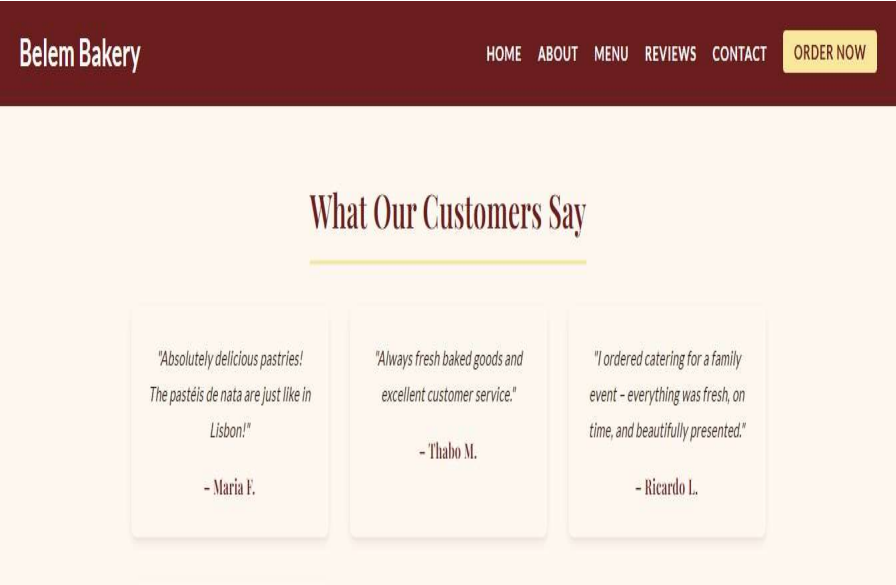 Belem Bakery
HOME ABOUT MENU REVIEWS CONTACT ORDER NOW
What Our Customers Say
"Absolutely delicious pastries!
The pastéis de nata are just like in
Lisbon!"
– Maria F.
"Always fresh baked goods and
excellent customer service."
– Thabo M.
"I ordered catering for a family
event – everything was fresh, on
time, and beautifully presented."
– Ricardo L.